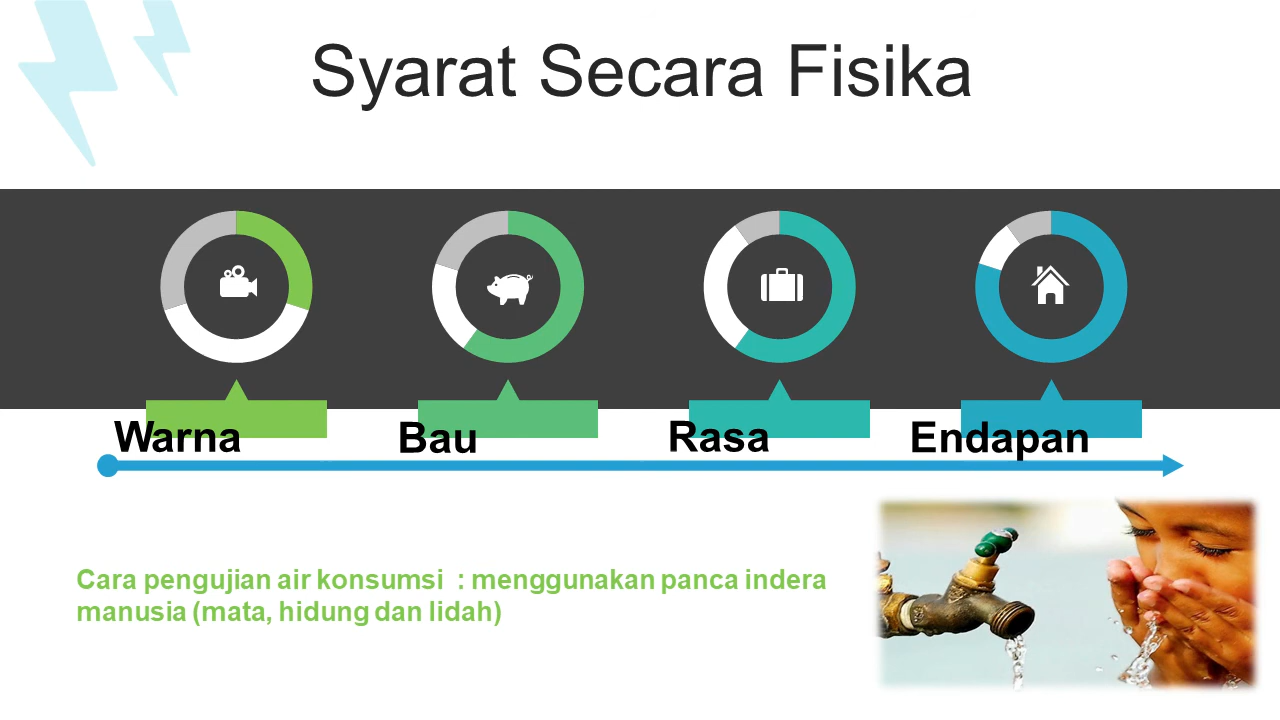 Syarat Secara Fisika
Warna
Bau
Rasa
Endapan
Cara pengujian air konsumsi : menggunakan panca indera
manusia (mata, hidung dan lidah)